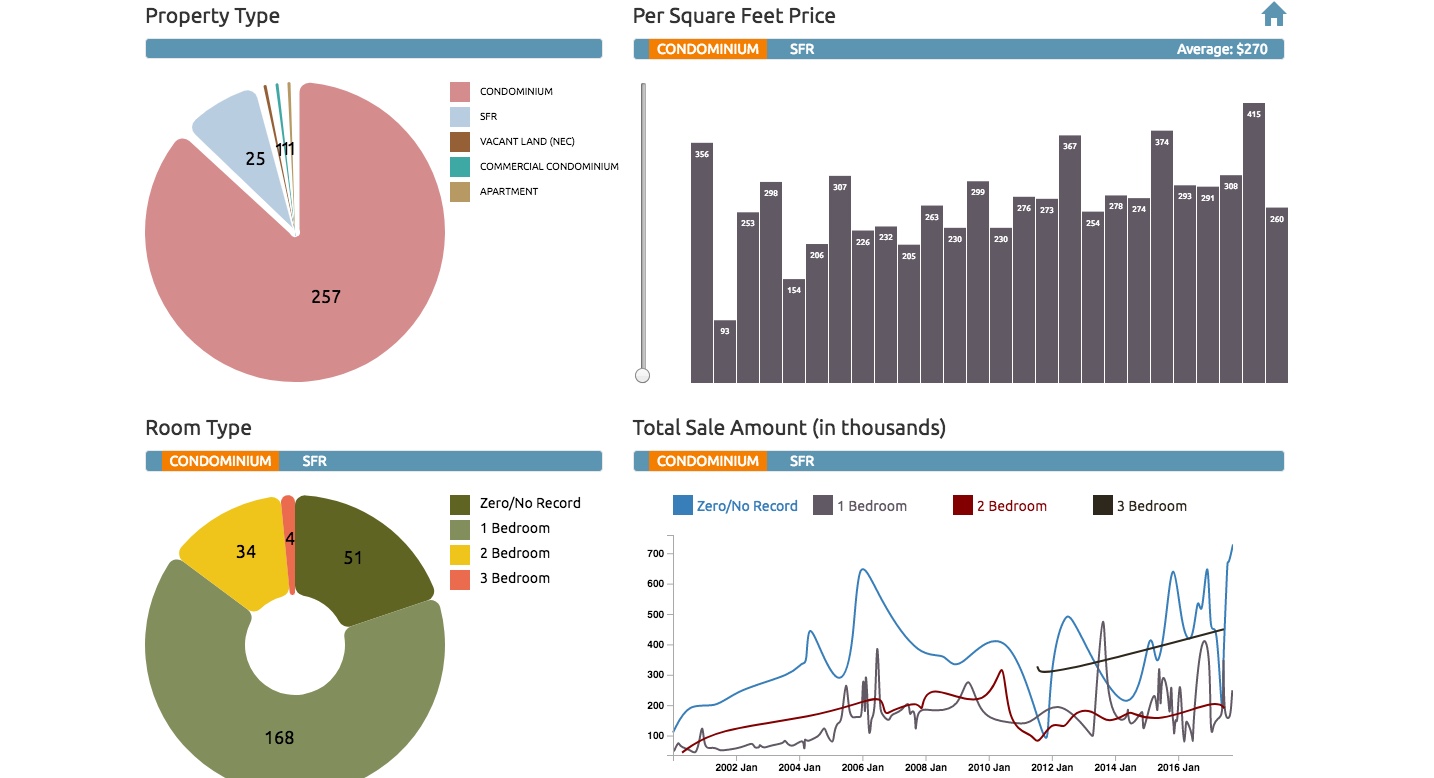 Property Type
CONDOMINIUM
SFR
VACANT LAND (NEC)
COMMERCIAL CONDOMINIUM
APARTMENT
25
1
1
1
257
Per Square Feet Price
CONDOMINIUM SFR Average: $270
356
93
253
298
154
206
307
226
232
205
263
230
299
230
276
273
367
254
278
274
374
293
291
308
415
260
Room Type
CONDOMINIUM SFR
Zero/No Record
1 Bedroom
2 Bedroom
3 Bedroom
34
4
51
168
Total Sale Amount (in thousands)
CONDOMINIUM SFR
Zero/No Record 1 Bedroom 2 Bedroom 3 Bedroom
700
600
500
400
300
200
100
2002 Jan 2004 Jan 2006 Jan 2008 Jan 2010 Jan 2012 Jan 2014 Jan 2016 Jan